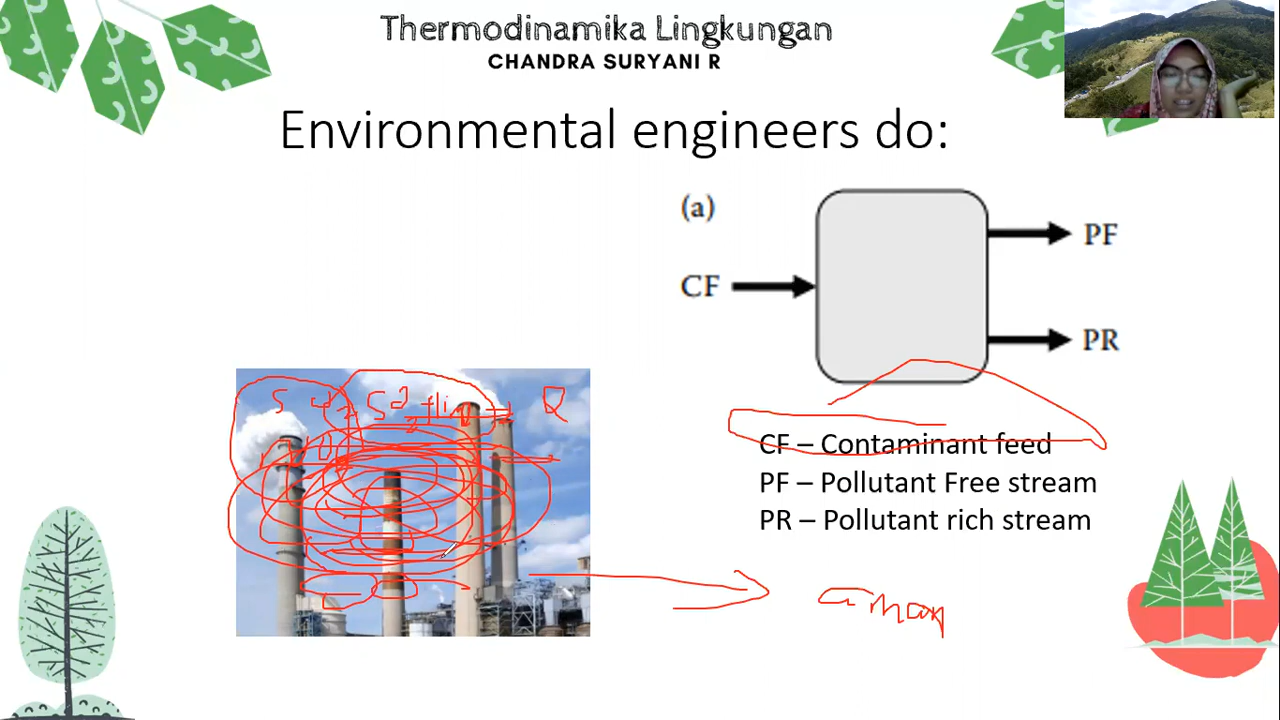 Thermodinamika Lingkungan
CHANDRA SURYANI R
Environmental engineers do:
(a)
PF
CF
PR
CF – Contaminant feed
PF – Pollutant Free stream
PR – Pollutant rich stream
aman